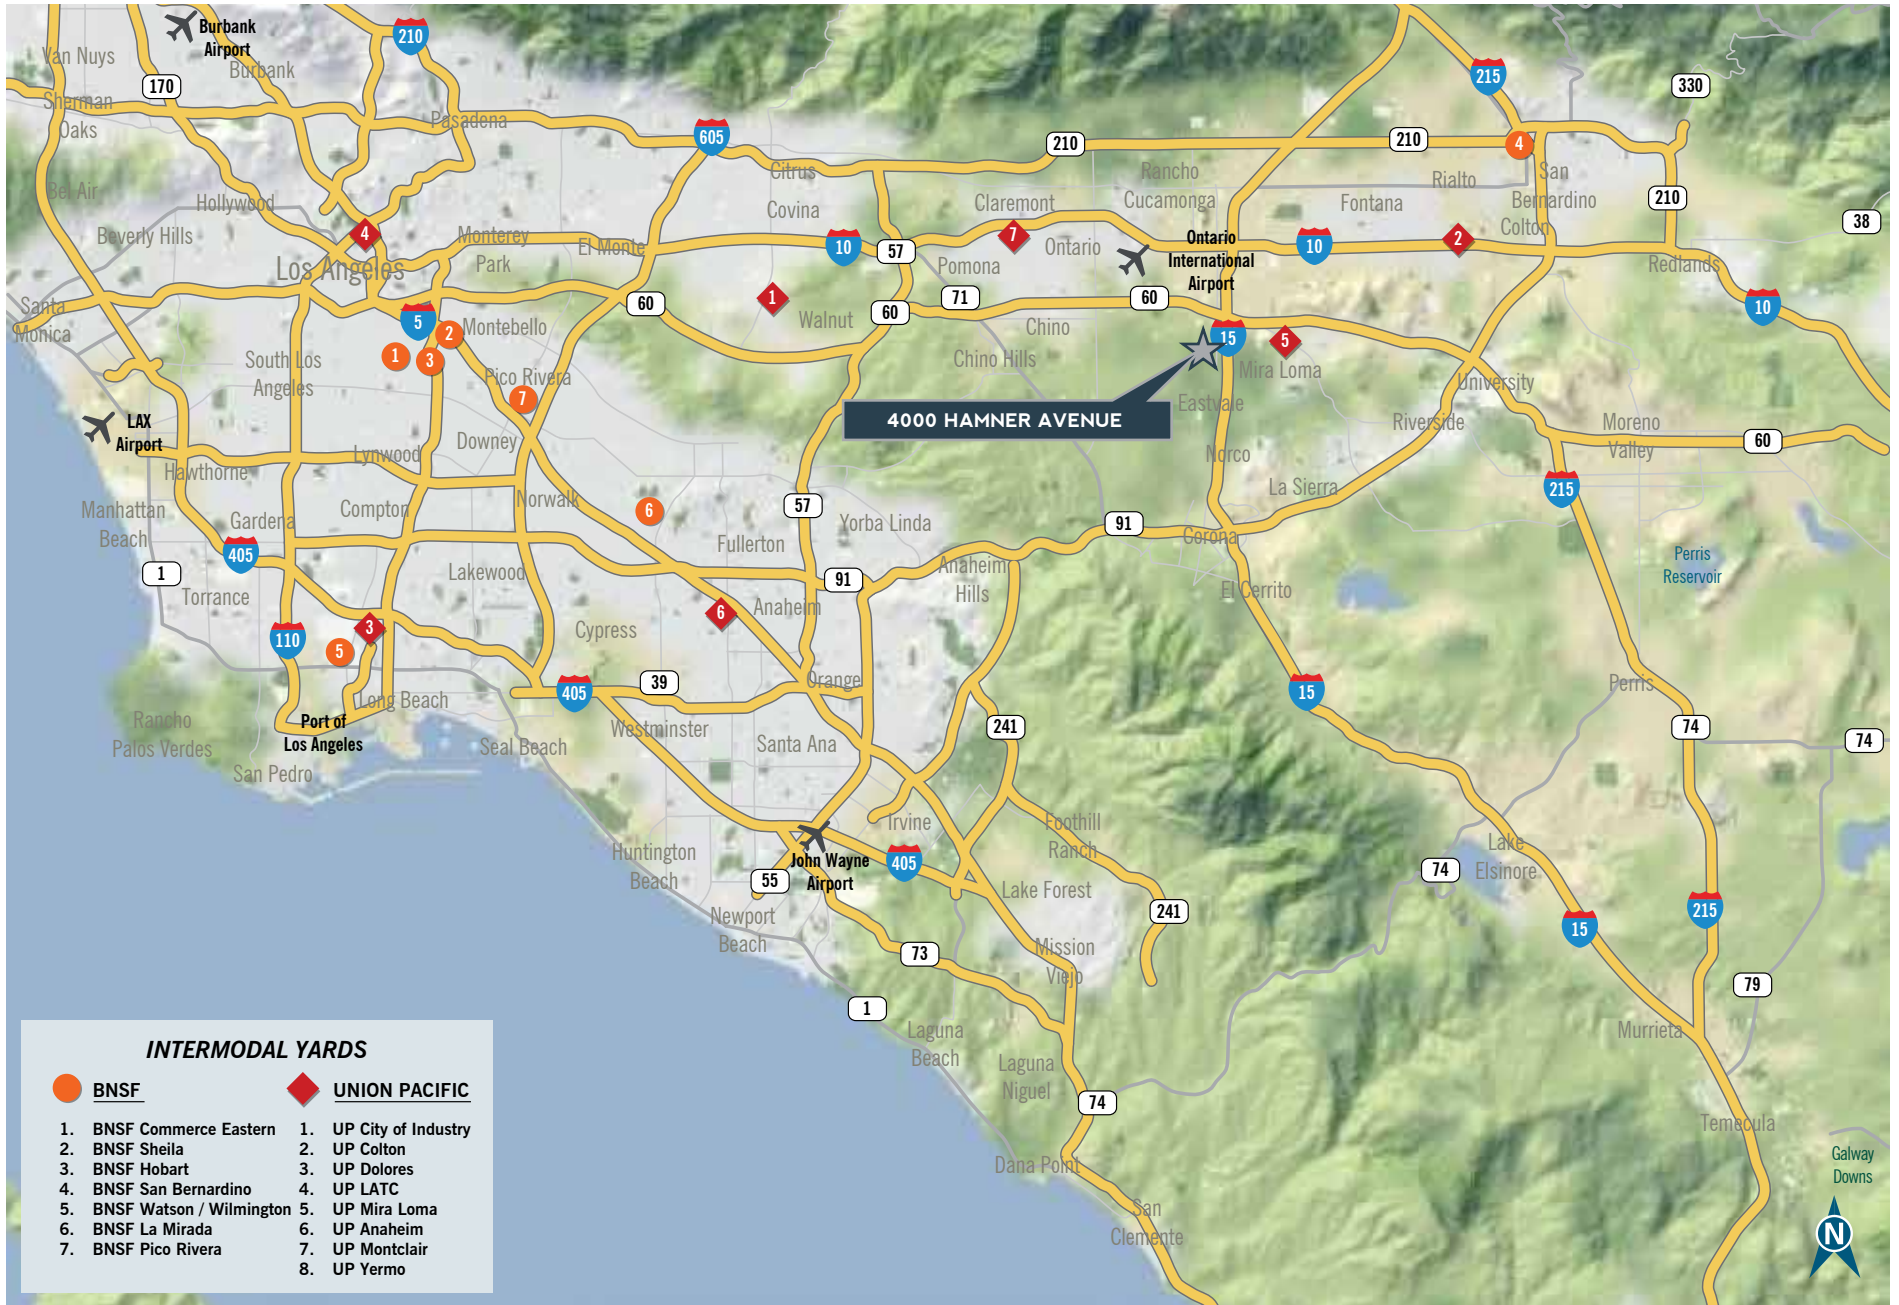 Burbank
Airport
Van Nuys
Burbank
210
170
Sherman
Oaks
Pasadena
605
215
330
210
210
4
Citrus
Rancho
Cucamonga
Rialto
San
Bernardino
Bel Air
Hollywood
Covina
Claremont
Fontana
210
38
Beverly Hills
4
Monterey
Park
El Monte
10
57
7
Ontario
Ontario
International
Airport
10
2
Colton
Los Angeles
Pomona
Redlands
Santa
Monica
60
1
Walnut
60
71
60
10
5
2
Montebello
Chino
15
5
1
3
South Los
Angeles
Chino Hills
Mira Loma
Pico Rivera
7
University
4000 HAMNER AVENUE
Eastvale
Riverside
Moreno
Valley
60
LAX
Airport
Downey
Lynwood
Hawthorne
Norco
La Sierra
215
Manhattan
Beach
Gardena
Compton
Norwalk
6
57
Yorba Linda
91
Corona
405
Fullerton
1
Torrance
Lakewood
91
Anaheim
Hills
Perris
Reservoir
El Cerrito
Anaheim
110
5
3
Cypress
6
Orange
39
405
15
Perris
Long Beach
Rancho
Palos Verdes
Port of
Los Angeles
Westminster
Seal Beach
Santa Ana
241
74
74
San Pedro
Irvine
Foothill
Ranch
Huntington
Beach
John Wayne
Airport
405
55
Lake
Elsinore
74
Lake Forest
241
215
15
Newport
Beach
73
Mission
Viejo
79
1
Laguna
Beach
Murrieta
Laguna
Niguel
74
Temecula
Dana Point
Galway
Downs
San
Clemente
N
INTERMODAL YARDS
BNSF
1. BNSF Commerce Eastern
2. BNSF Sheila
3. BNSF Hobart
4. BNSF San Bernardino
5. BNSF Watson / Wilmington
6. BNSF La Mirada
7. BNSF Pico Rivera
UNION PACIFIC
1. UP City of Industry
2. UP Colton
3. UP Dolores
4. UP LATC
5. UP Mira Loma
6. UP Anaheim
7. UP Montclair
8. UP Yermo